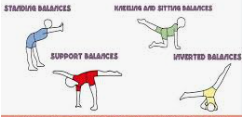 STANDING BALANCES
KNEELING AND SITTING BALANCES
SUPPORT BALANCES
INVERTED BALANCES